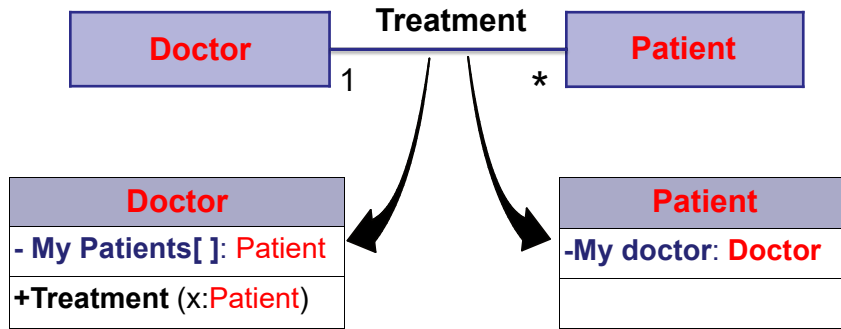 Treatment
Doctor
Patient
1
*
Doctor
- My Patients[ ]: Patient
+Treatment (x:Patient)
Patient
-My doctor: Doctor